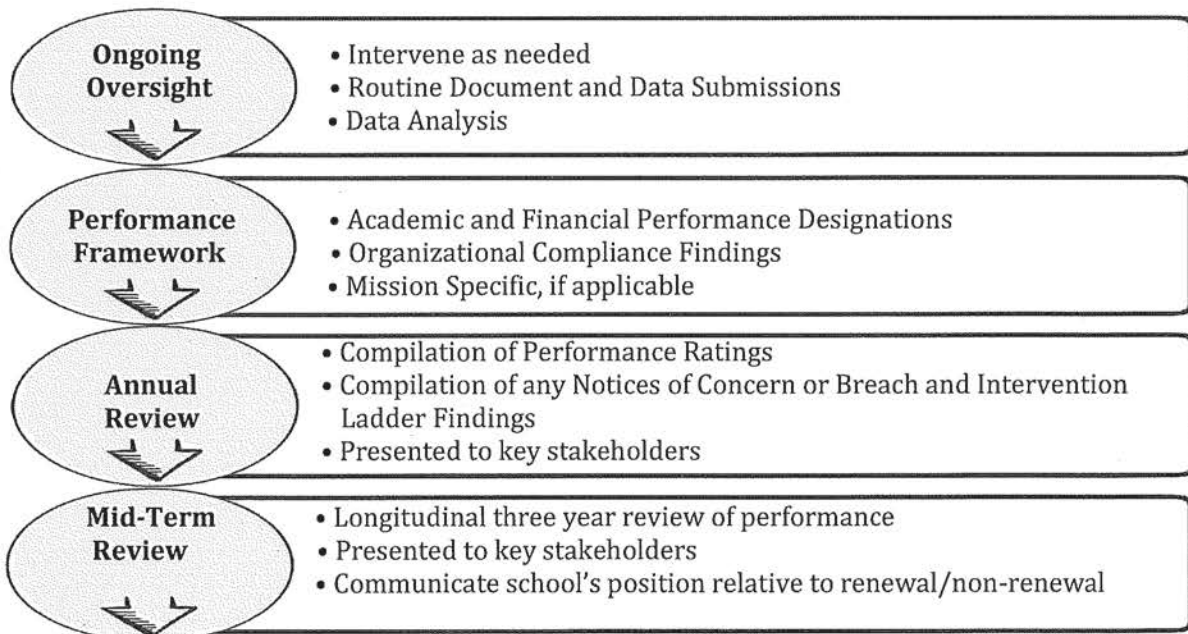 Ongoing
Oversight
• Intervene as needed
• Routine Document and Data Submissions
• Data Analysis
Performance
Framework
• Academic and Financial Performance Designations
• Organizational Compliance Findings
• Mission Specific, if applicable
Annual
Review
• Compilation of Performance Ratings
• Compilation of any Notices of Concern or Breach and Intervention
Ladder Findings
• Presented to key stakeholders
Mid-Term
Review
• Longitudinal three year review of performance
• Presented to key stakeholders
• Communicate school's position relative to renewal/non-renewal